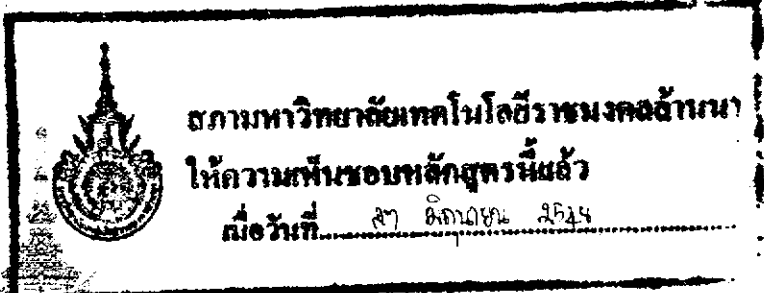 สภามหาวิทยาลัยเทคโนโลยีราชมงคลล้านนา
ให้ความเห็นชอบหลักสูตรนี้แล้ว
เมื่อวันที่ มิถุนายน